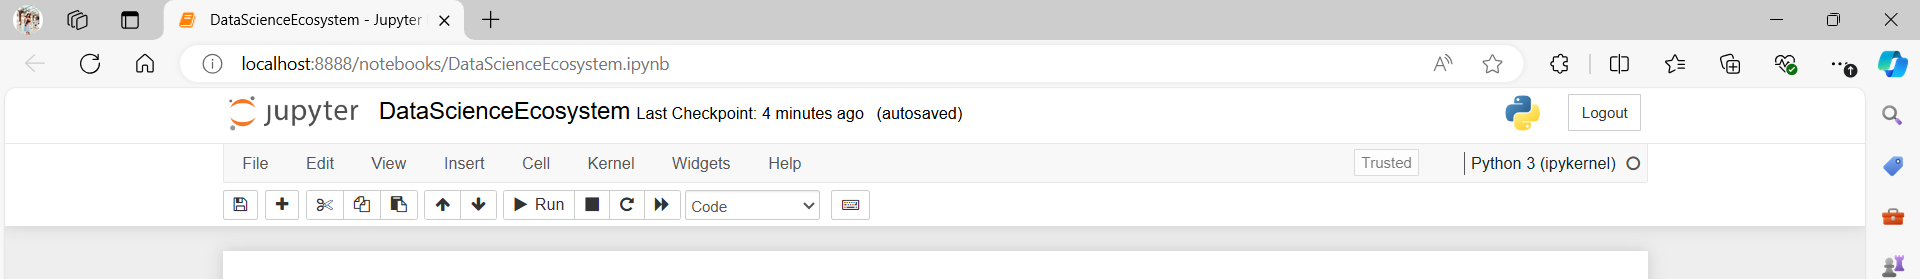 DataScienceEcosystem - Jupyter
localhost:8888/notebooks/DataScienceEcosystem.ipynb
jupyter DataScienceEcosystem Last Checkpoint: 4 minutes ago (autosaved) Logout
File Edit View Insert Cell Kernel Widgets Help Trusted Python 3 (ipykernel)
Run Code